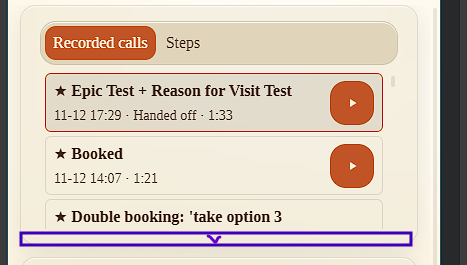 Recorded calls Steps
★ Epic Test + Reason for Visit Test
11-12 17:29 · Handed off · 1:33
★ Booked
11-12 14:07 · 1:21
★ Double booking: 'take option 3